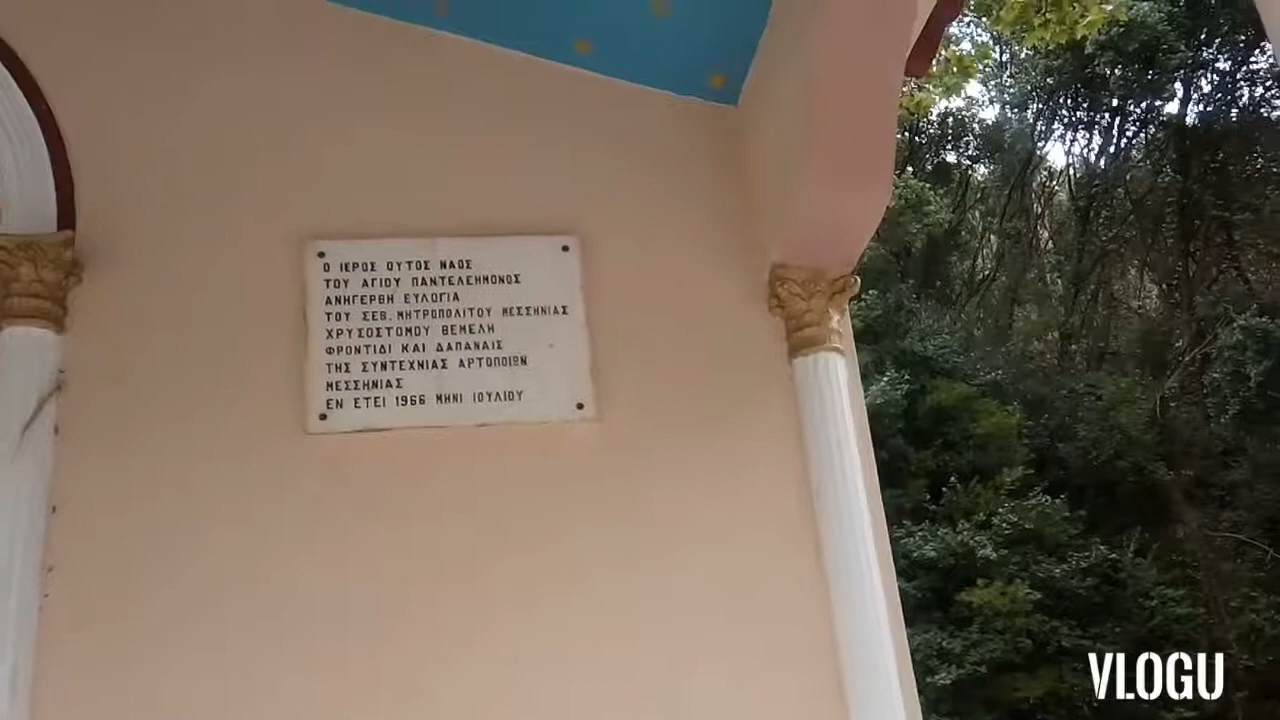 Ο ΙΕΡΟΣ ΟΥΤΟΣ ΝΑΟΣ
ΤΟΥ ΑΓΙΟΥ ΠΑΝΤΕΛΕΗΜΟΝΟΣ
ΑΝΗΓΕΡΘΗ ΕΥΛΟΓΙΑ
ΤΟΥ ΣΕΒ. ΜΗΤΡΟΠΟΛΙΤΟΥ ΜΕΣΣΗΝΙΑΣ
ΧΡΥΣΟΣΤΟΜΟΥ ΘΕΜΕΛΗ
ΦΡΟΝΤΙΔΙ ΚΑΙ ΔΑΠΑΝΑΙΣ
ΤΗΣ ΣΥΝΤΕΧΝΙΑΣ ΑΡΤΟΠΟΙΩΝ
ΜΕΣΣΗΝΙΑΣ
ΕΝ ΕΤΕΙ 1966 ΜΗΝΙ ΙΟΥΛΙΟΥ
VLOGU